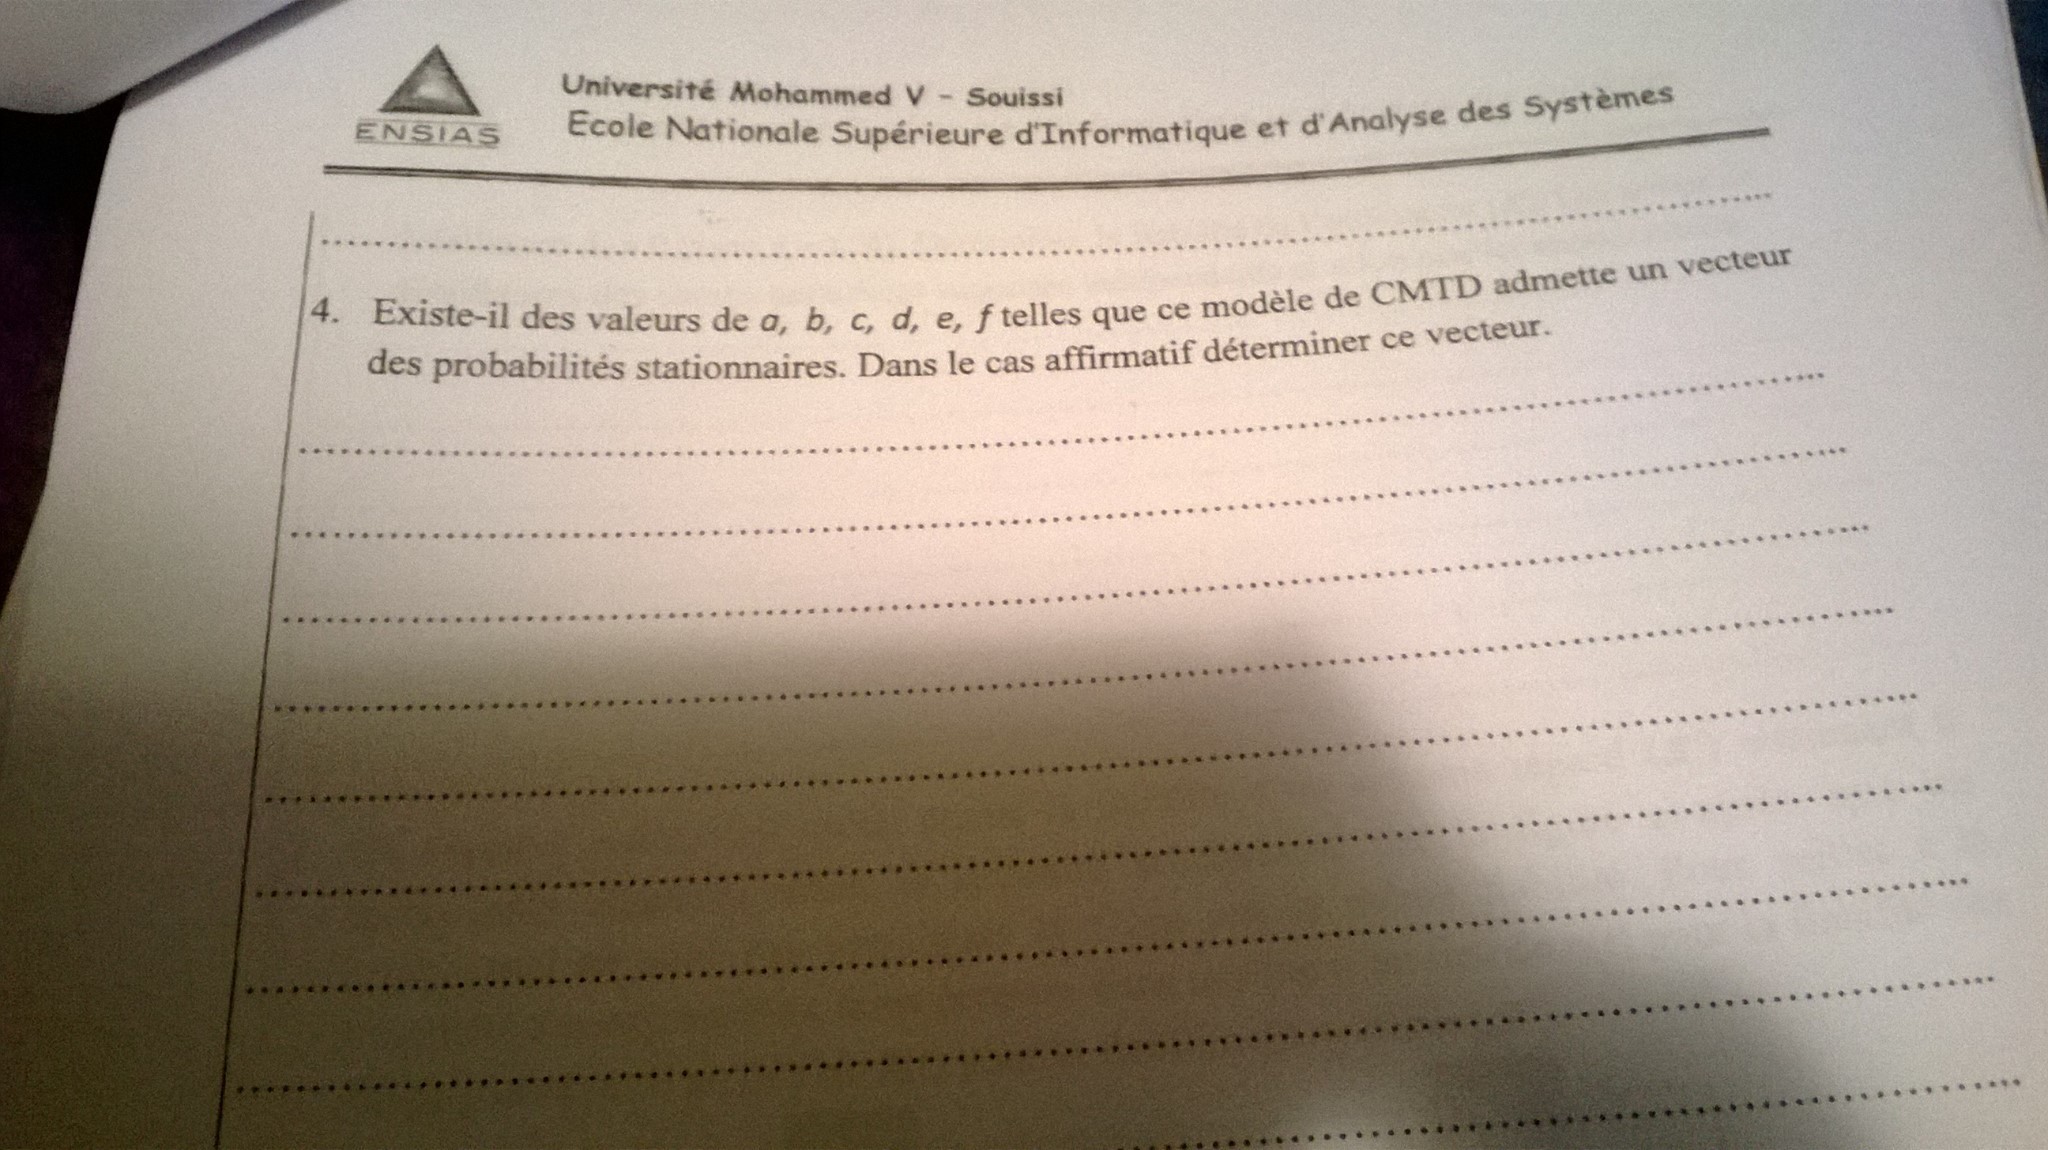 ENSIAS
Université Mohammed V - Souissi
Ecole Nationale Supérieure d'Informatique et d'Analyse des Systèmes
4. Existe-il des valeurs de a, b, c, d, e, f telles que ce modèle de CMTD admette un vecteur
des probabilités stationnaires. Dans le cas affirmatif déterminer ce vecteur.